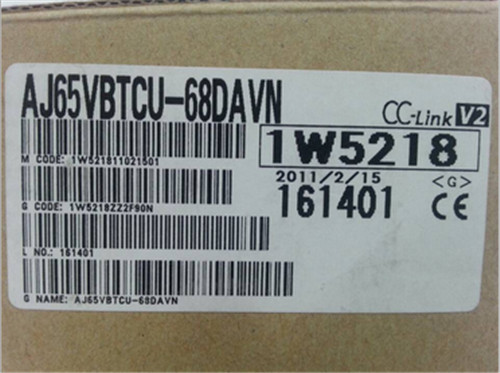 AJ65VBTCU-68DAVN
CC-Link V2
M CODE: 1W521811021501
1W5218
2011/2/15 <G>
G CODE: 1W5218ZZ2F90N
161401 CE
L NO.: 161401
G NAME: AJ65VBTCU-68DAVN